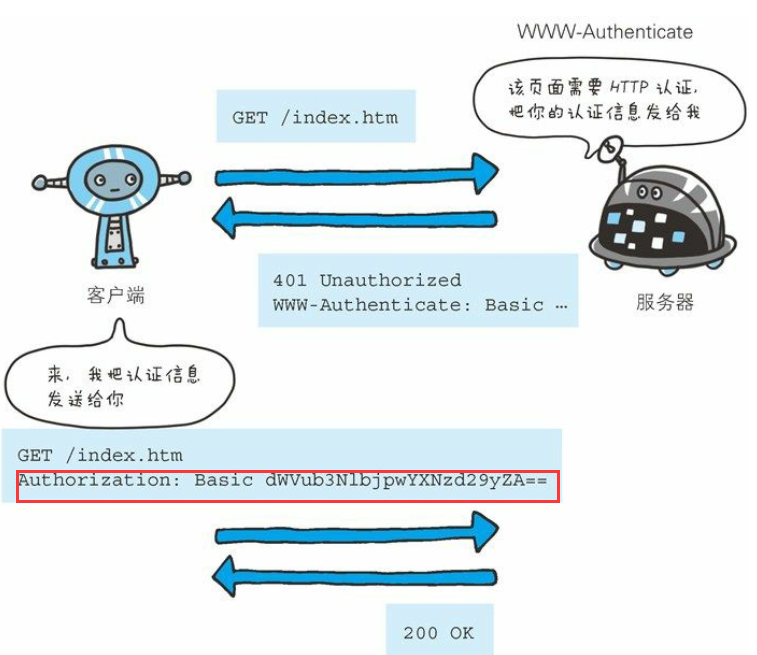 WWW-Authenticate
该页面需要 HTTP 认证,
把你的认证信息发给我
GET /index.htm
客户端
401 Unauthorized
WWW-Authenticate: Basic …
服务器
来, 我把认证信息
发送给你
GET /index.htm
Authorization: Basic dWVub3NlbjpwYXNzd29yZA==
200 OK